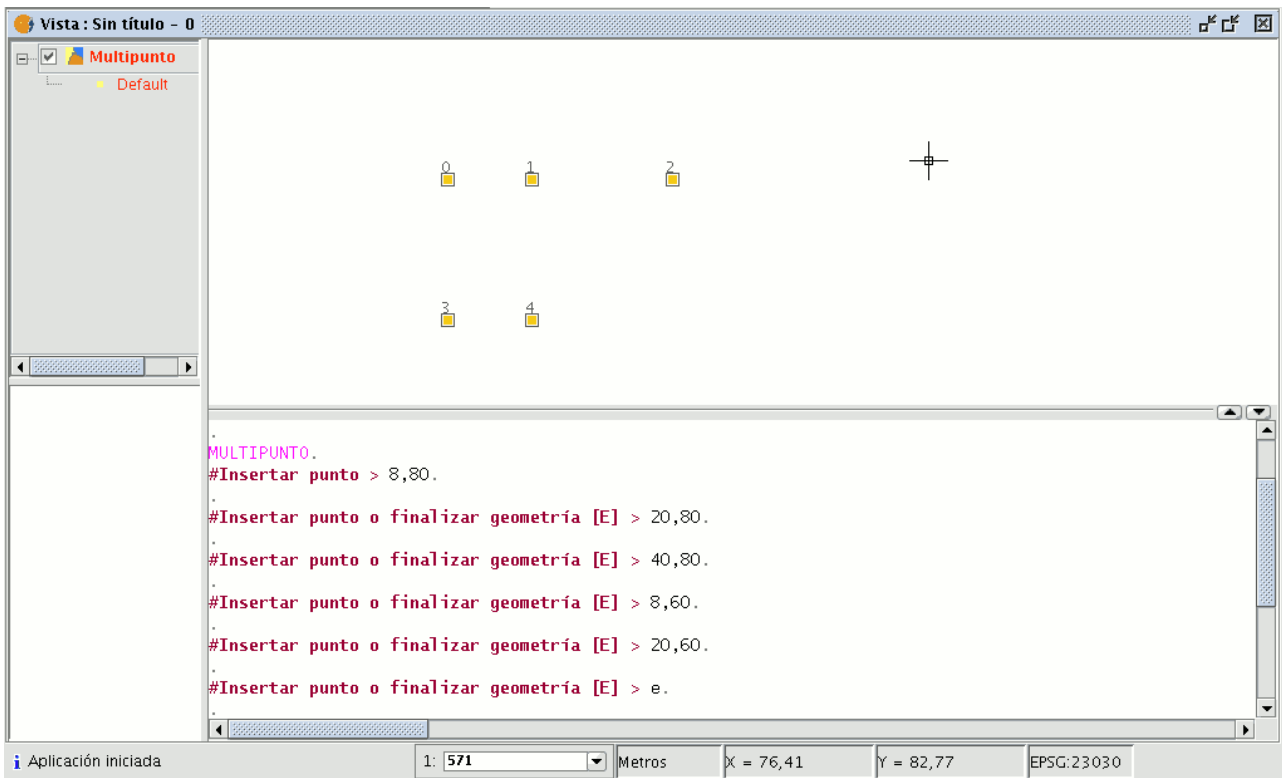 Vista : Sin título - 0
Multipunto
Default
0 1 2
3 4
.
MULTIPUNTO.
#Insertar punto > 8,80.
.
#Insertar punto o finalizar geometría [E] > 20,80.
.
#Insertar punto o finalizar geometría [E] > 40,80.
.
#Insertar punto o finalizar geometría [E] > 8,60.
.
#Insertar punto o finalizar geometría [E] > 20,60.
.
#Insertar punto o finalizar geometría [E] > e.
.
Aplicación iniciada 1: 571 Metros X = 76,41 Y = 82,77 EPSG:23030